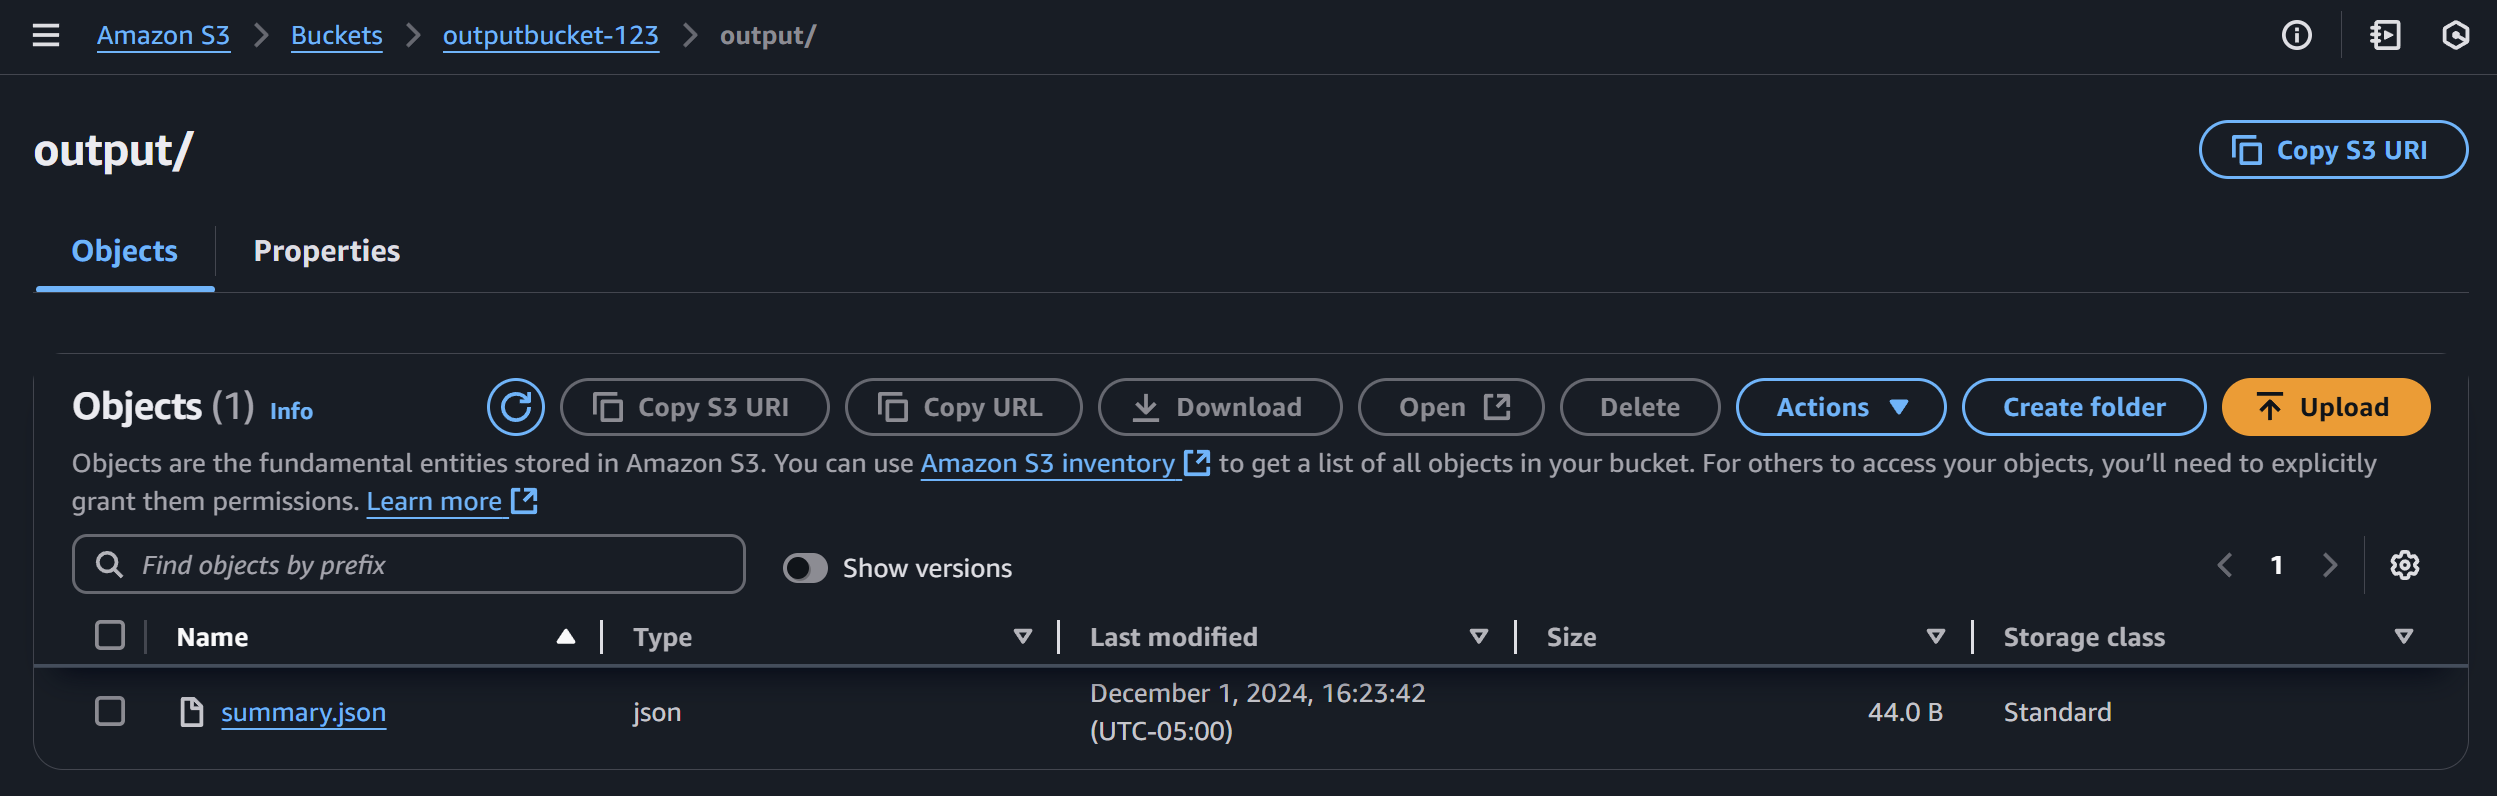 Amazon S3 > Buckets > outputbucket-123 > output/
output/
Copy S3 URI
Objects
Properties
Objects (1) Info
Copy S3 URI
Copy URL
Download
Open
Delete
Actions
Create folder
Upload
Objects are the fundamental entities stored in Amazon S3. You can use Amazon S3 inventory to get a list of all objects in your bucket. For others to access your objects, you’ll need to explicitly
grant them permissions. Learn more
Find objects by prefix
Show versions
1
Name Type Last modified Size Storage class
summary.json json December 1, 2024, 16:23:42
(UTC-05:00) 44.0 B Standard